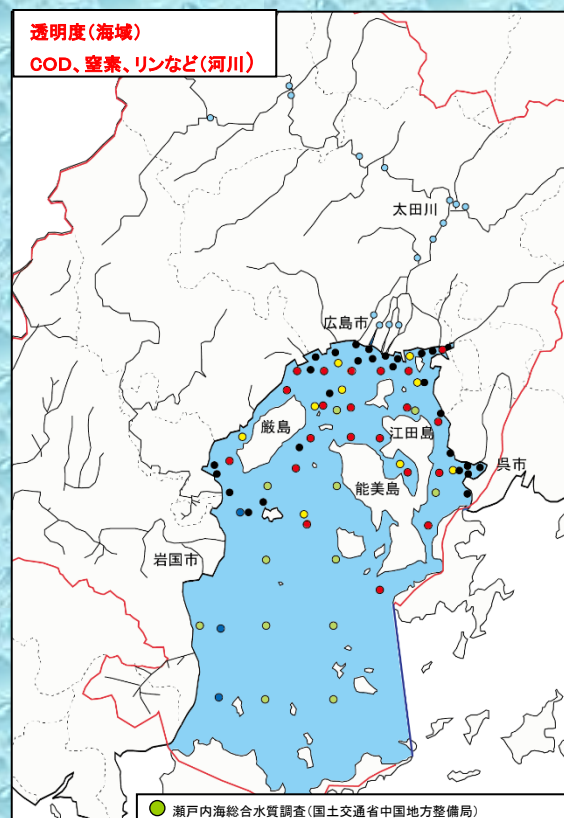 透明度(海域)
COD、窒素、リンなど(河川)
太田川
広島市
厳島
江田島
呉市
能美島
岩国市
瀬戸内海総合水質調査(国土交通省中国地方整備局)